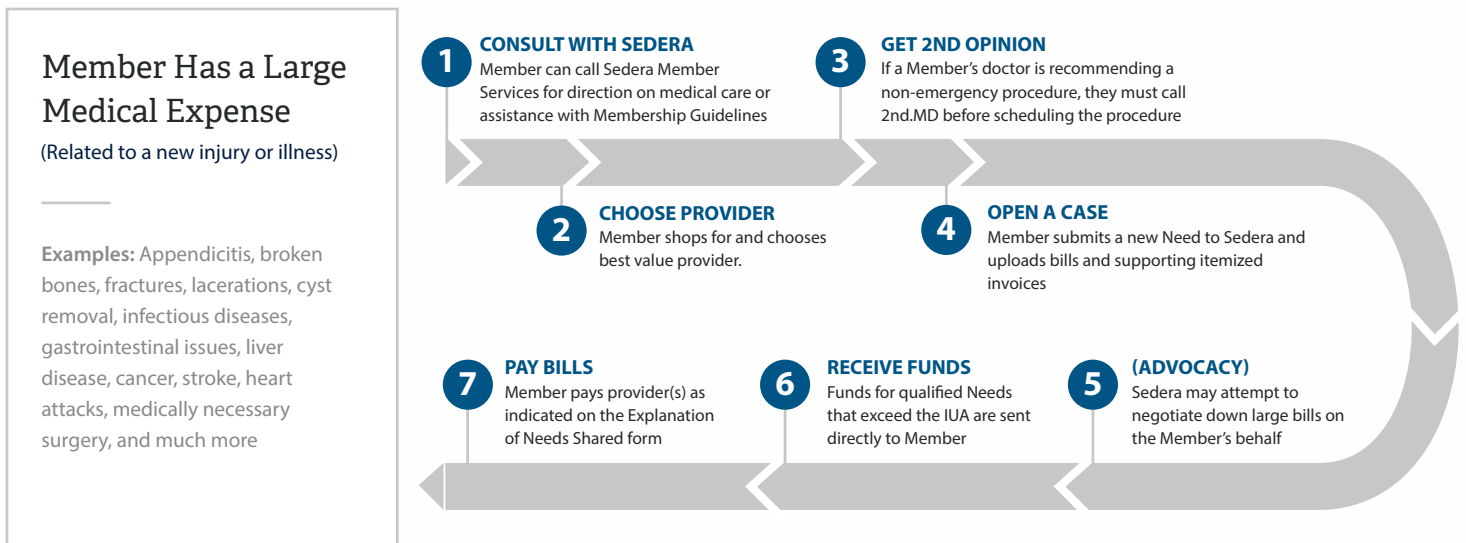 Member Has a Large
Medical Expense
(Related to a new injury or illness)
Examples: Appendicitis, broken
bones, fractures, lacerations, cyst
removal, infectious diseases,
gastrointestinal issues, liver
disease, cancer, stroke, heart
attacks, medically necessary
surgery, and much more
1
CONSULT WITH SEDERA
Member can call Sedera Member
Services for direction on medical care or
assistance with Membership Guidelines
2
CHOOSE PROVIDER
Member shops for and chooses
best value provider.
3
GET 2ND OPINION
If a Member's doctor is recommending a
non-emergency procedure, they must call
2nd.MD before scheduling the procedure
4
OPEN A CASE
Member submits a new Need to Sedera and
uploads bills and supporting itemized
invoices
5
(ADVOCACY)
Sedera may attempt to
negotiate down large bills on
the Member's behalf
6
RECEIVE FUNDS
Funds for qualified Needs
that exceed the IUA are sent
directly to Member
7
PAY BILLS
Member pays provider(s) as
indicated on the Explanation
of Needs Shared form